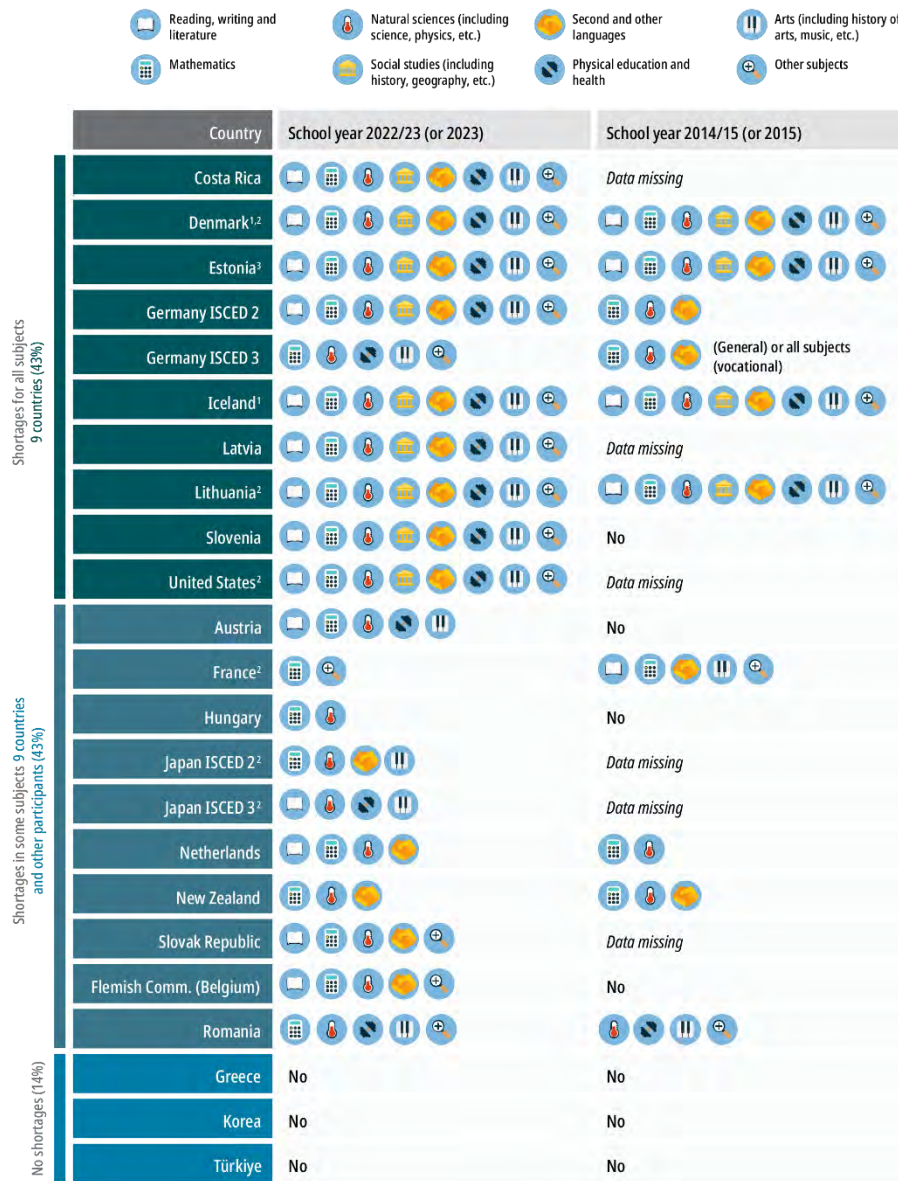 Reading, writing and
literature
Natural sciences (including
science, physics, etc.)
Second and other
languages
Arts (including history of
arts, music, etc.)
Mathematics
Social studies (including
history, geography, etc.)
Physical education and
health
Other subjects
Country
School year 2022/23 (or 2023)
School year 2014/15 (or 2015)
Shortages for all subjects
9 countries (43%)
Costa Rica
Data missing
Denmark1,2
Estonia3
Germany ISCED 2
Germany ISCED 3
(General) or all subjects
(vocational)
Iceland1
Latvia
Data missing
Lithuania2
Slovenia
No
United States2
Data missing
Shortages in some subjects 9 countries
and other participants (43%)
Austria
No
France2
Hungary
No
Japan ISCED 22
Data missing
Japan ISCED 32
Data missing
Netherlands
New Zealand
Slovak Republic
Data missing
Flemish Comm. (Belgium)
No
Romania
No shortages (14%)
Greece
No
No
Korea
No
No
Türkiye
No
No